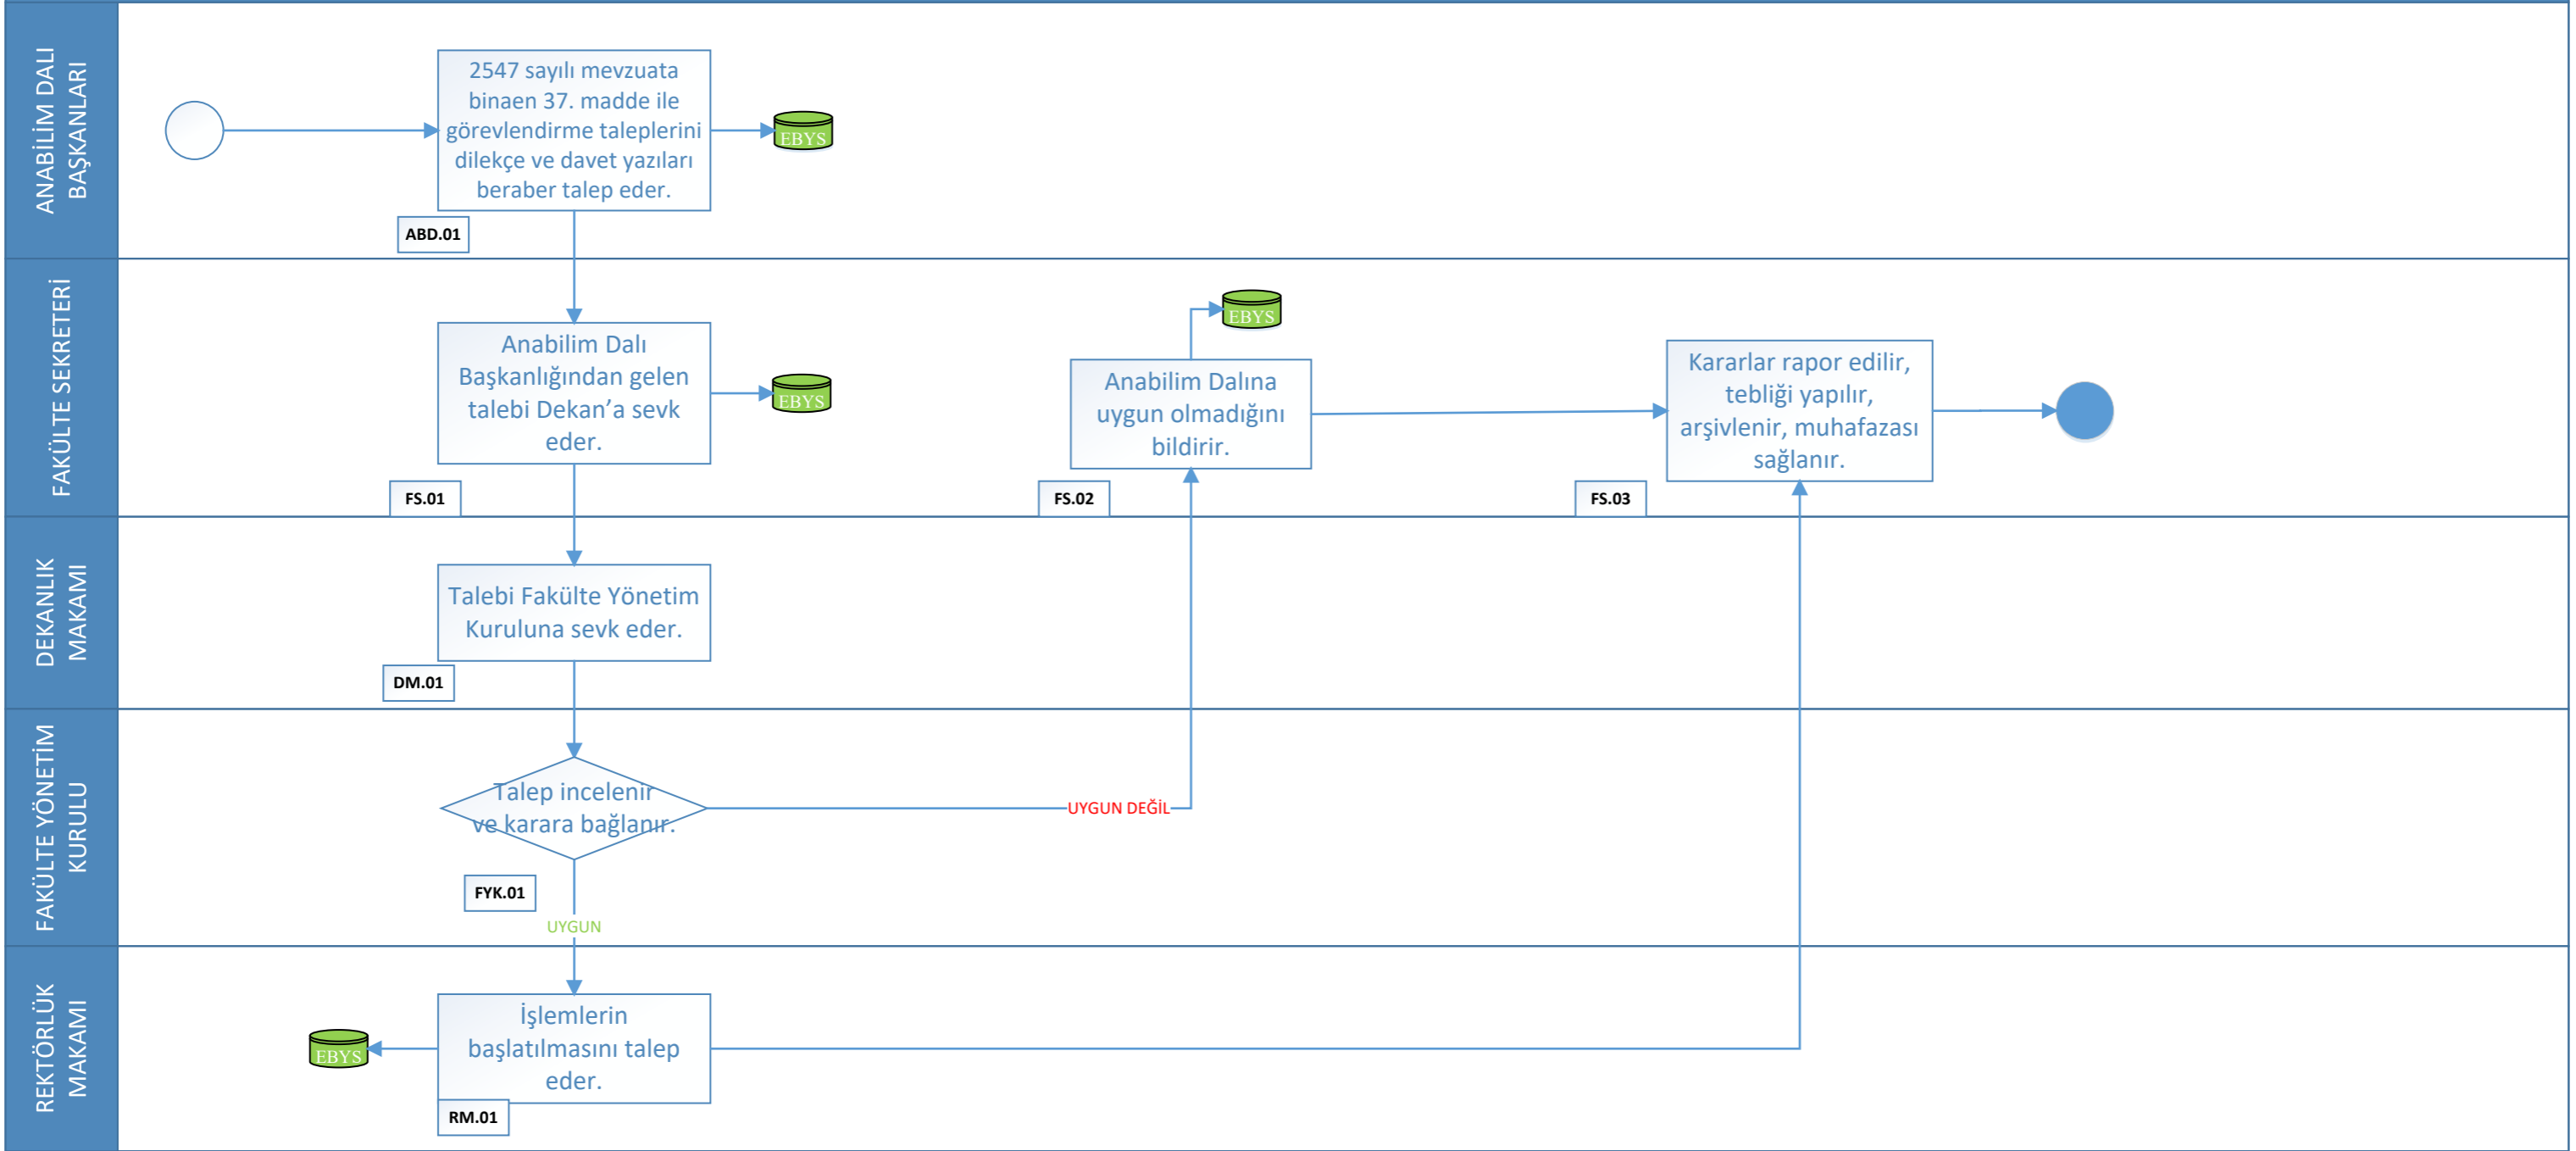 ANABİLİM DALI
BAŞKANLARI
2547 sayılı mevzuata
binaen 37. madde ile
görevlendirme taleplerini
dilekçe ve davet yazıları
beraber talep eder.
EBYS
ABD.01
FAKÜLTE SEKRETERİ
Anabilim Dalı
Başkanlığından gelen
talebi Dekan’a sevk
eder.
EBYS
FS.01
EBYS
Anabilim Dalına
uygun olmadığını
bildirir.
FS.02
Kararlar rapor edilir,
tebliği yapılır,
arşivlenir, muhafazası
sağlanır.
FS.03
DEKANLIK
MAKAMI
Talebi Fakülte Yönetim
Kuruluna sevk eder.
DM.01
FAKÜLTE YÖNETİM
KURULU
Talep incelenir
ve karara bağlanır.
UYGUN DEĞİL
FYK.01
UYGUN
REKTÖRLÜK
MAKAMI
EBYS
İşlemlerin
başlatılmasını talep
eder.
RM.01